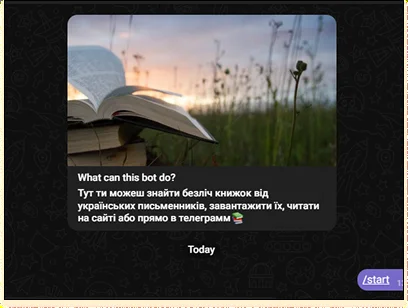 What can this bot do?
Тут ти можеш знайти безліч книжок від
українських письменників, завантажити їх, читати
на сайті або прямо в телеграмм📚
Today
/start